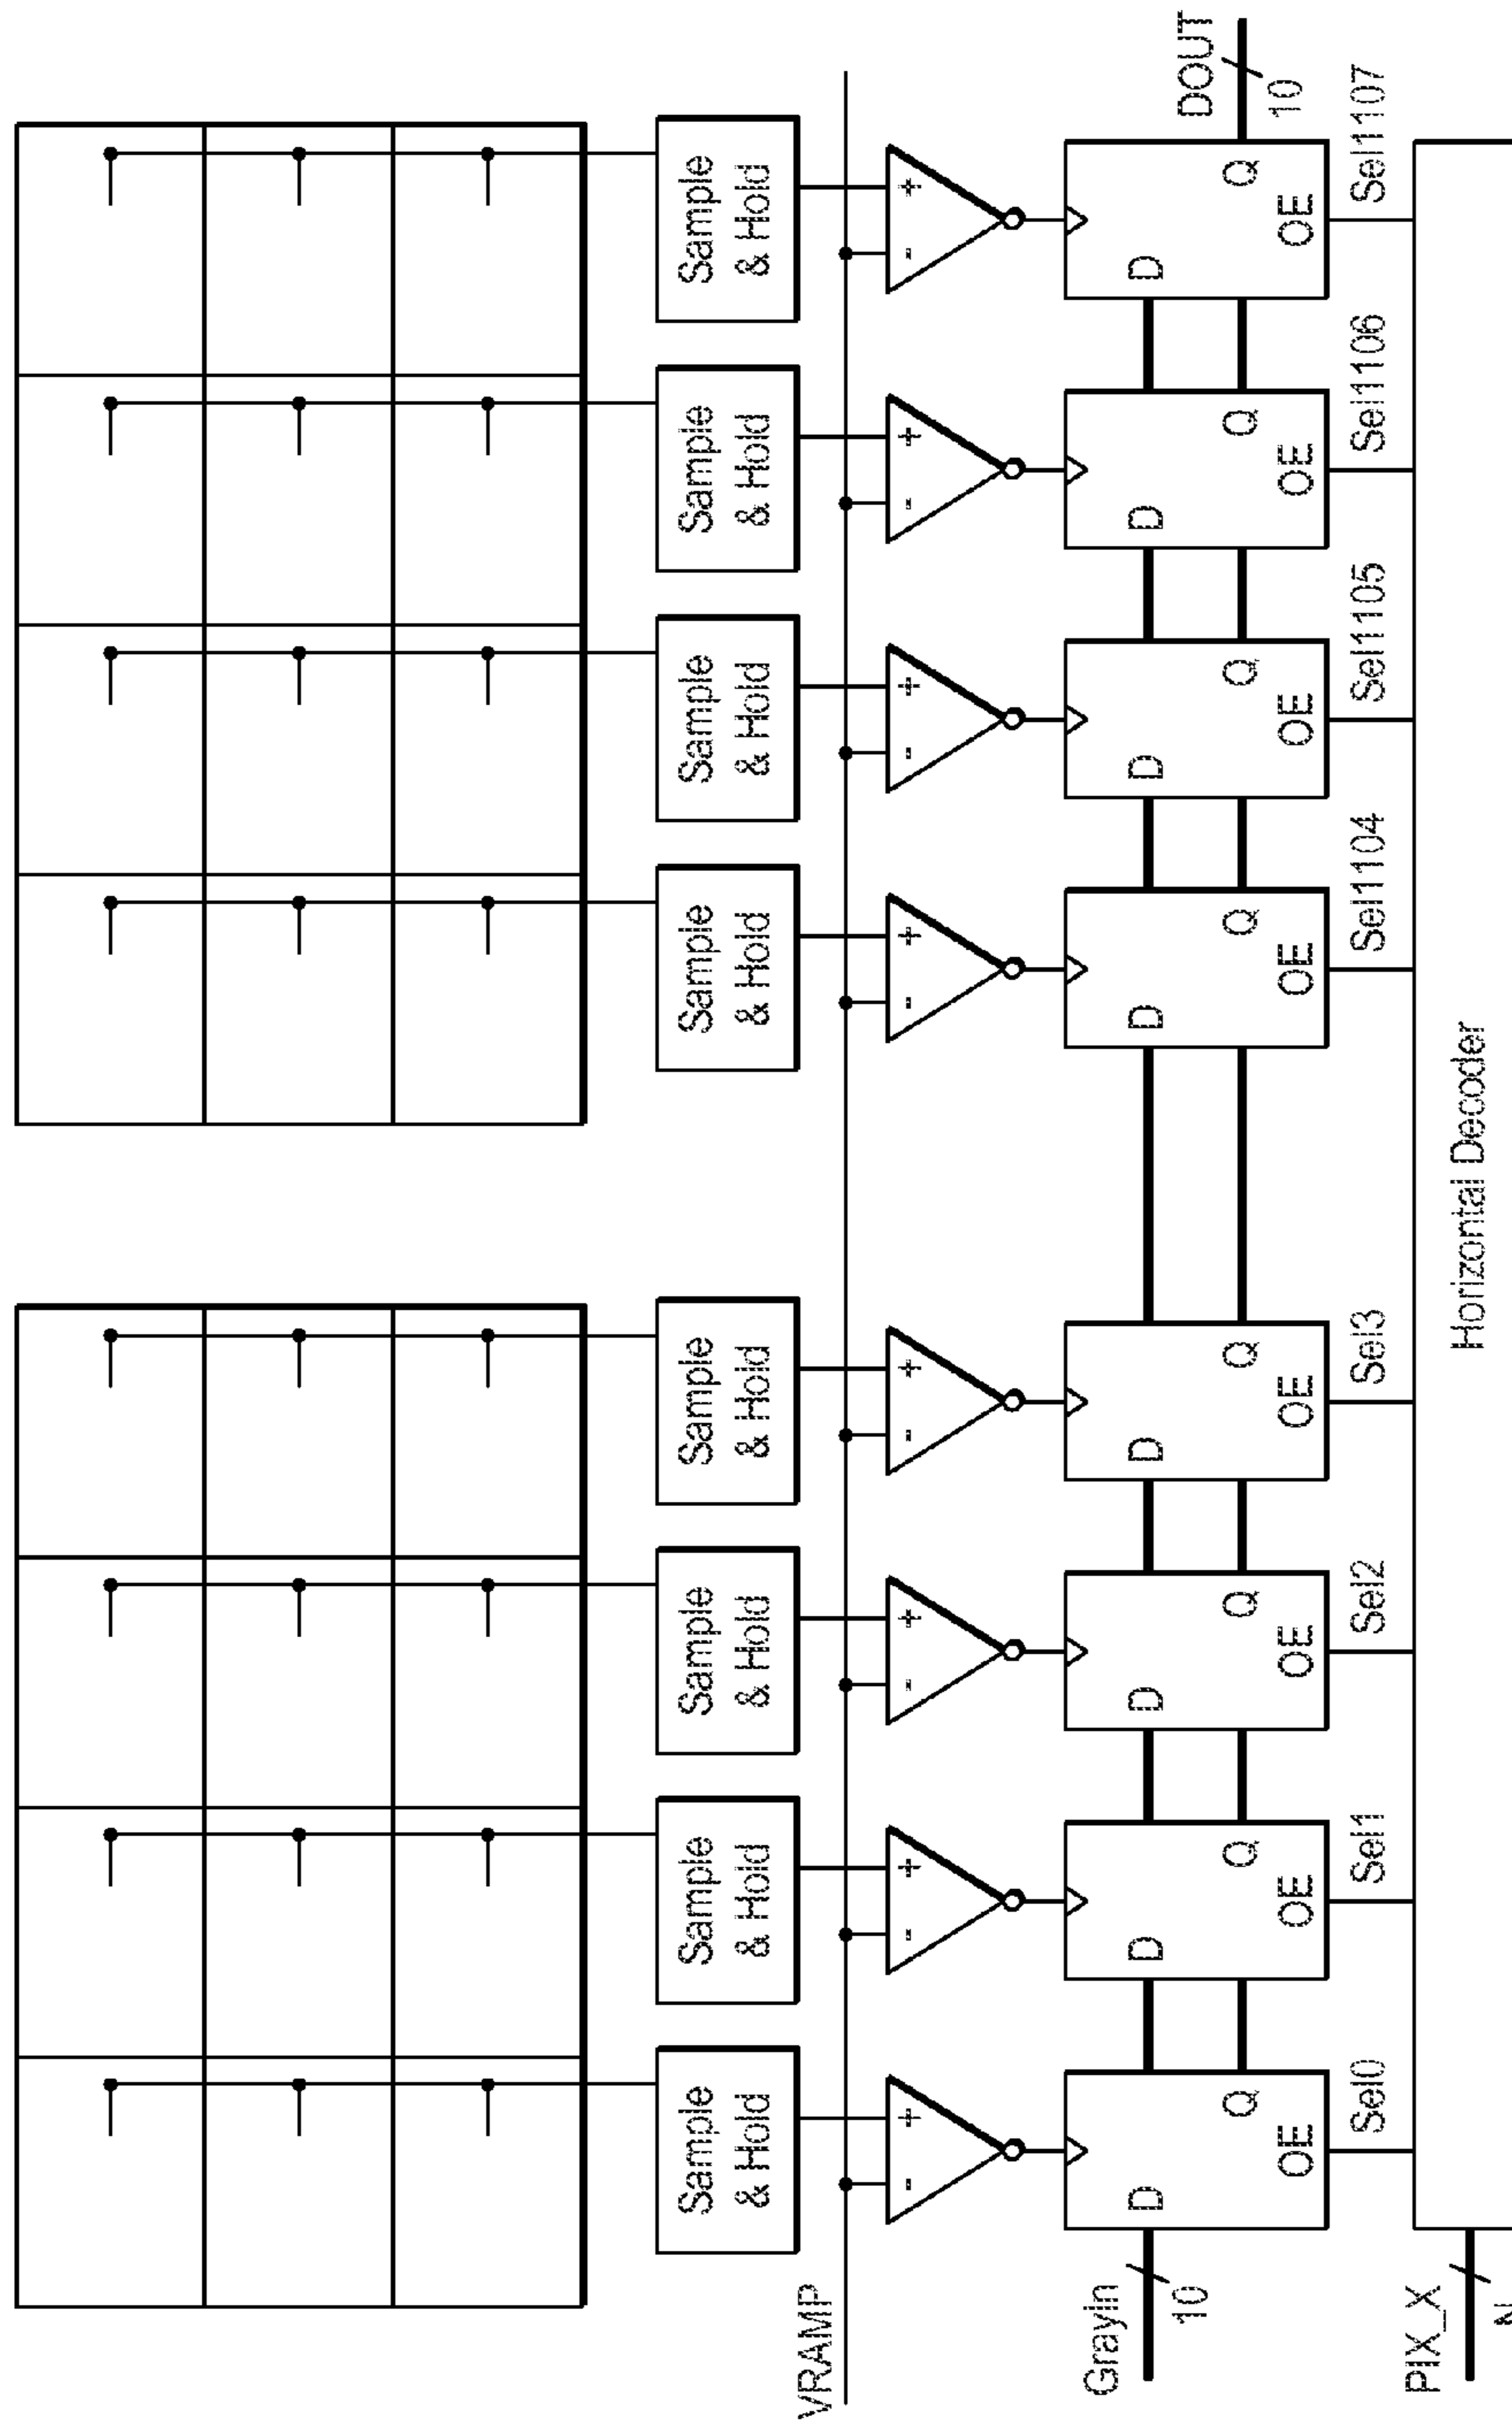 Sample
& Hold
Sample
& Hold
Sample
& Hold
Sample
& Hold
Sample
& Hold
Sample
& Hold
Sample
& Hold
Sample
& Hold
VRAMP
- +
- +
- +
- +
- +
- +
- +
- +
GrayIn
10
D
Q
OE
D
Q
OE
D
Q
OE
D
Q
OE
D
Q
OE
D
Q
OE
D
Q
OE
D
Q
OE
DOUT
10
Sel0
Sel1
Sel2
Sel3
Sel1104
Sel1105
Sel1106
Sel1107
PIX_X
N
Horizontal Decoder